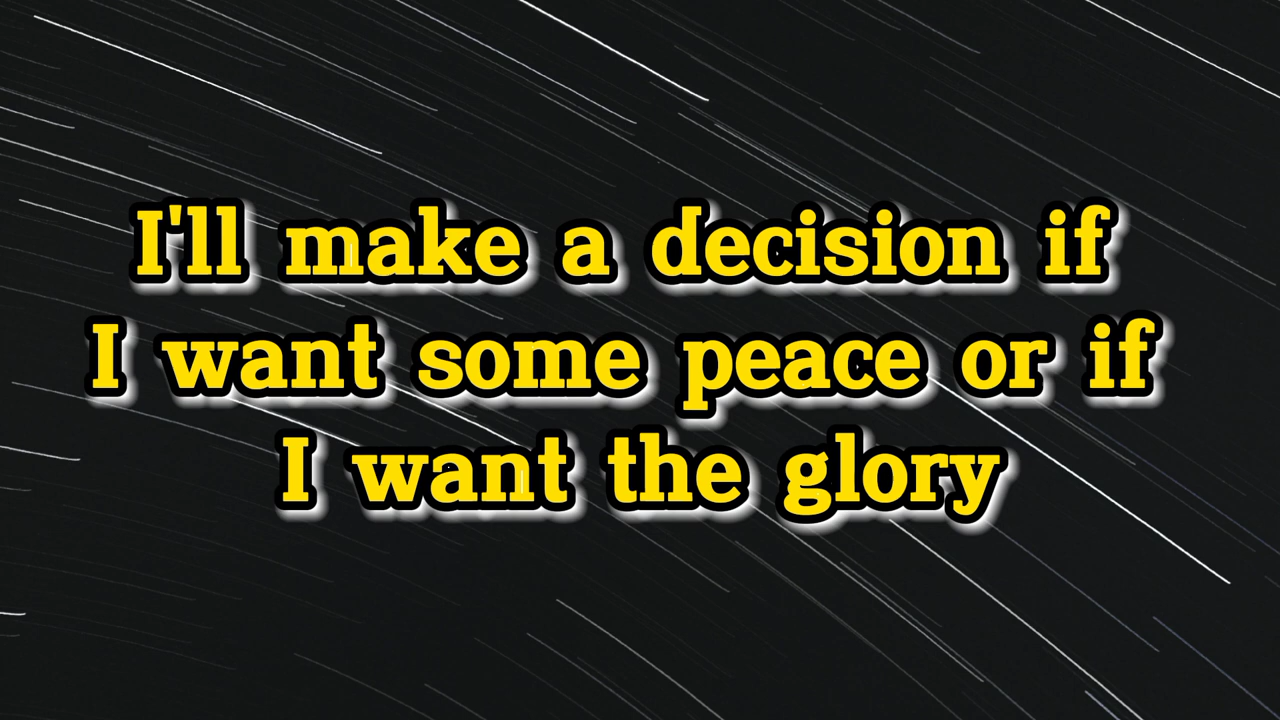 I'll make a decision if
I want some peace or if
I want the glory